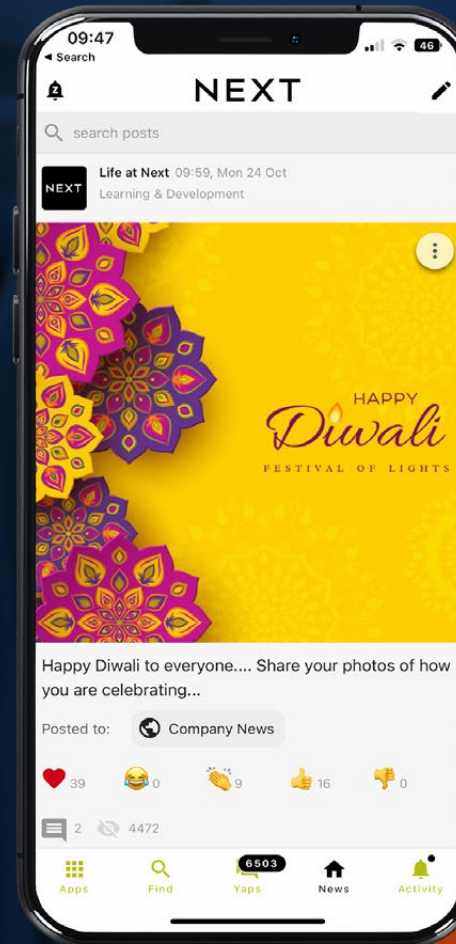 09:47
46
Search
NEXT
search posts
NEXT
Life at Next 09:59, Mon 24 Oct
Learning & Development
HAPPY
Diwali
FESTIVAL OF LIGHTS
Happy Diwali to everyone.... Share your photos of how
you are celebrating...
Posted to: Company News
39 0 9 16 0
2 4472
6503
Apps Find Yaps News Activity